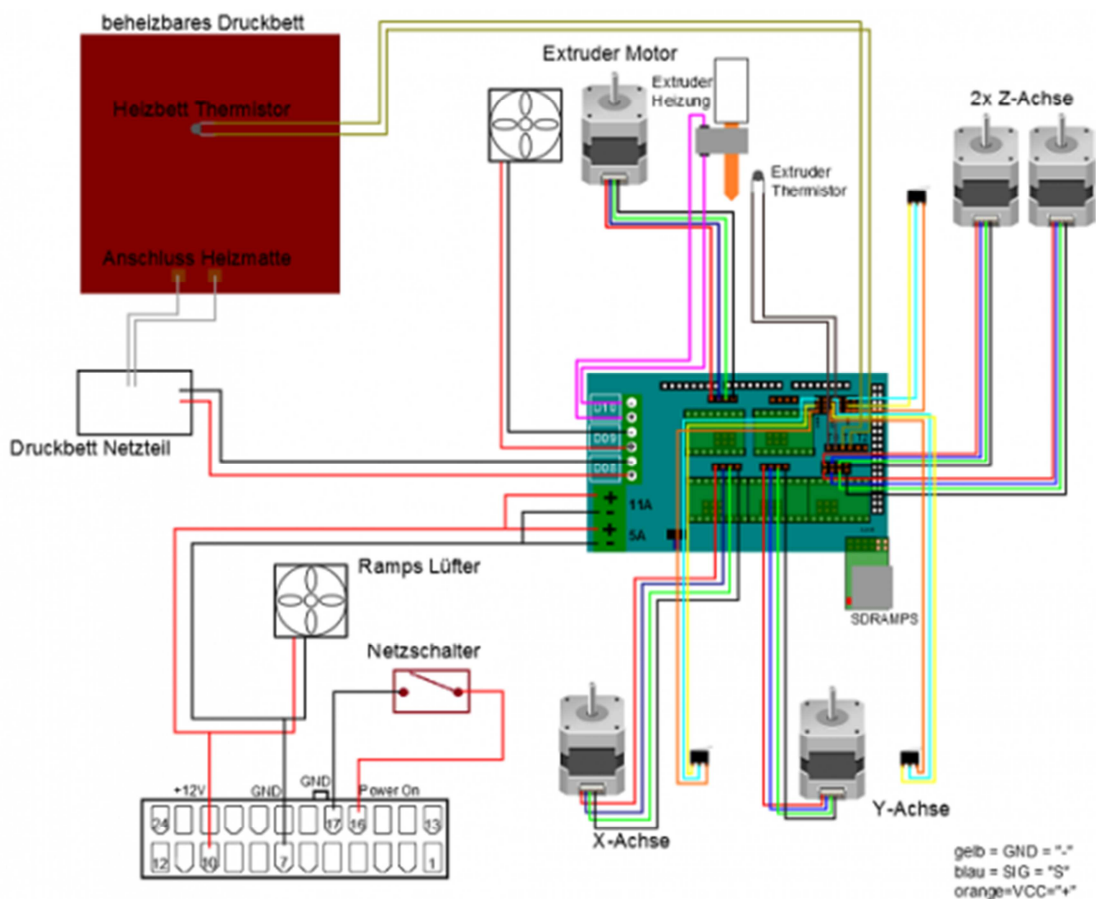 beheizbares Druckbett
Heizbett Thermistor
Anschluss Heizmatte
Druckbett Netzteil
Extruder Motor
Extruder
Heizung
Extruder
Thermistor
2x Z-Achse
D10
D09
D08
+
-
11A
+
-
5A
SDRAMPS
Ramps Lüfter
Netzschalter
+12V
GND
GND
Power On
24
17
16
13
12
10
7
1
X-Achse
Y-Achse
gelb = GND = "-"
blau = SIG = "S"
orange=VCC="+"